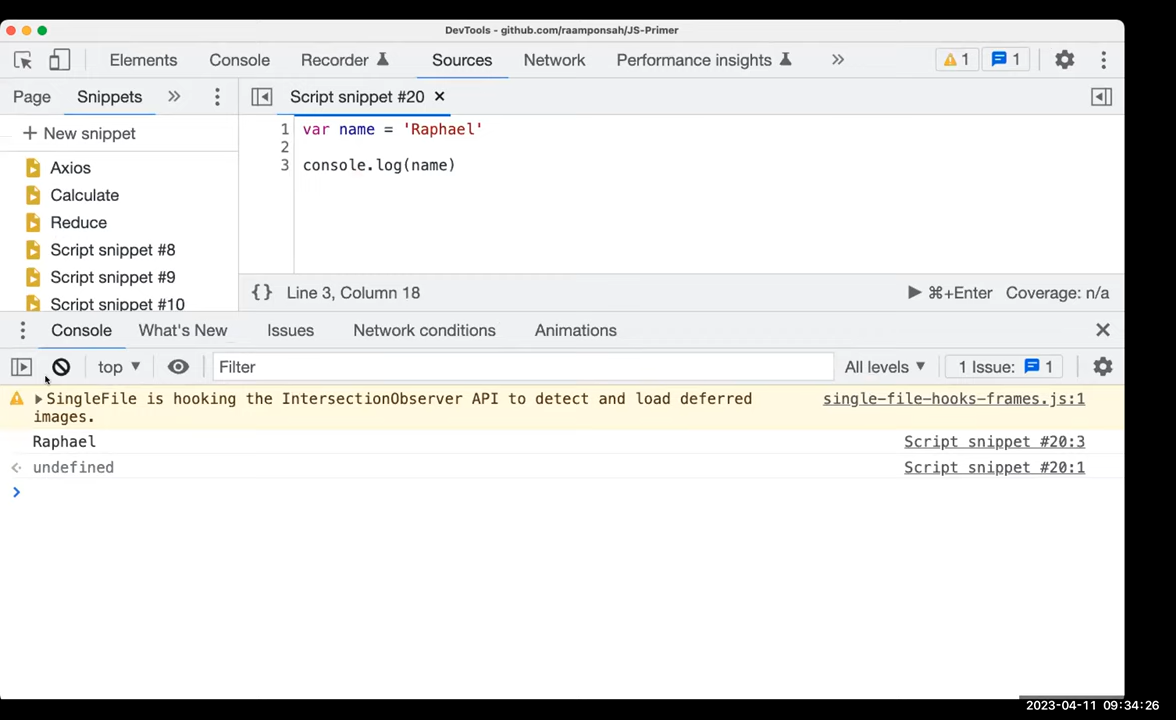 DevTools - github.com/raamponsah/JS-Primer
Elements Console Recorder Sources Network Performance insights » 1 1
Page Snippets » Script snippet #20 ×
+ New snippet
Axios
Calculate
Reduce
Script snippet #8
Script snippet #9
Script snippet #10
1 var name = 'Raphael'
2
3 console.log(name)
{} Line 3, Column 18 ⌘+Enter Coverage: n/a
Console What's New Issues Network conditions Animations
top ▼ Filter All levels ▼ 1 Issue: 1
SingleFile is hooking the IntersectionObserver API to detect and load deferred single-file-hooks-frames.js:1
images.
Raphael Script snippet #20:3
undefined Script snippet #20:1
2023-04-11 09:34:26